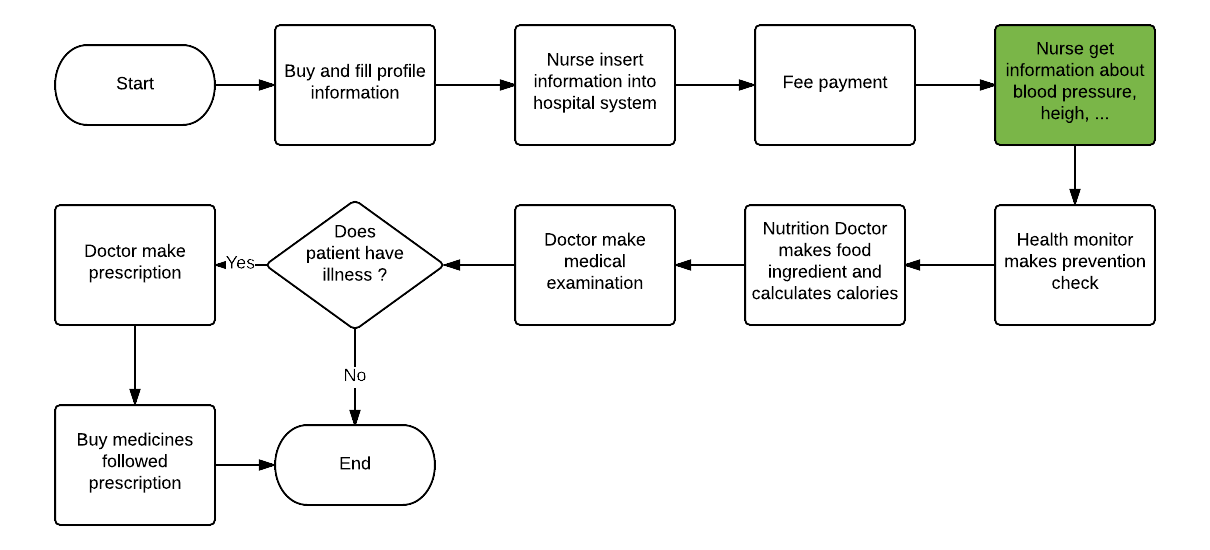 Start
Buy and fill profile
information
Nurse insert
information into
hospital system
Fee payment
Nurse get
information about
blood pressure,
heigh, ...
Health monitor
makes prevention
check
Nutrition Doctor
makes food
ingredient and
calculates calories
Doctor make
medical
examination
Does
patient have
illness ?
Yes
Doctor make
prescription
No
Buy medicines
followed
prescription
End